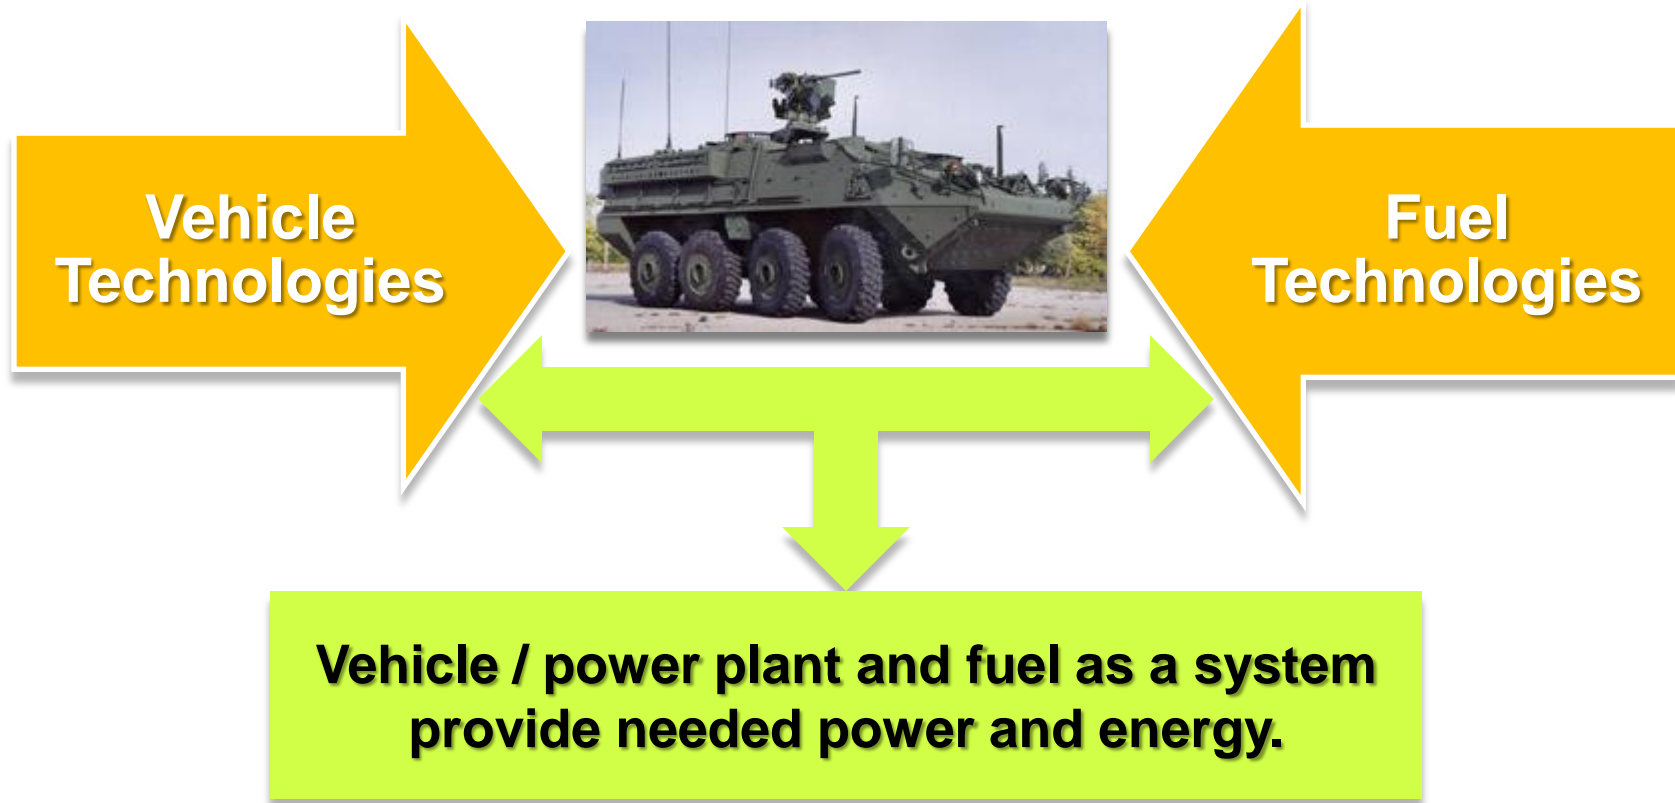 Vehicle
Technologies
Fuel
Technologies
Vehicle / power plant and fuel as a system
provide needed power and energy.